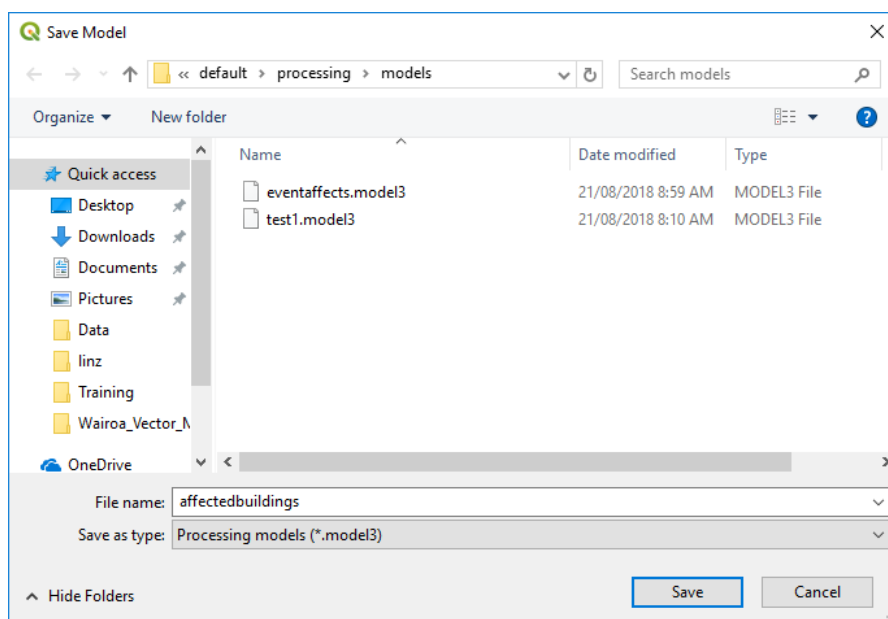 Save Model
« default > processing > models
Search models
Organize
New folder
Name
Date modified
Type
Quick access
Desktop
Downloads
Documents
Pictures
Data
linz
Training
Wairoa_Vector_N
OneDrive
eventaffects.model3 21/08/2018 8:59 AM MODEL3 File
test1.model3 21/08/2018 8:10 AM MODEL3 File
File name: affectedbuildings
Save as type: Processing models (*.model3)
Hide Folders
Save
Cancel